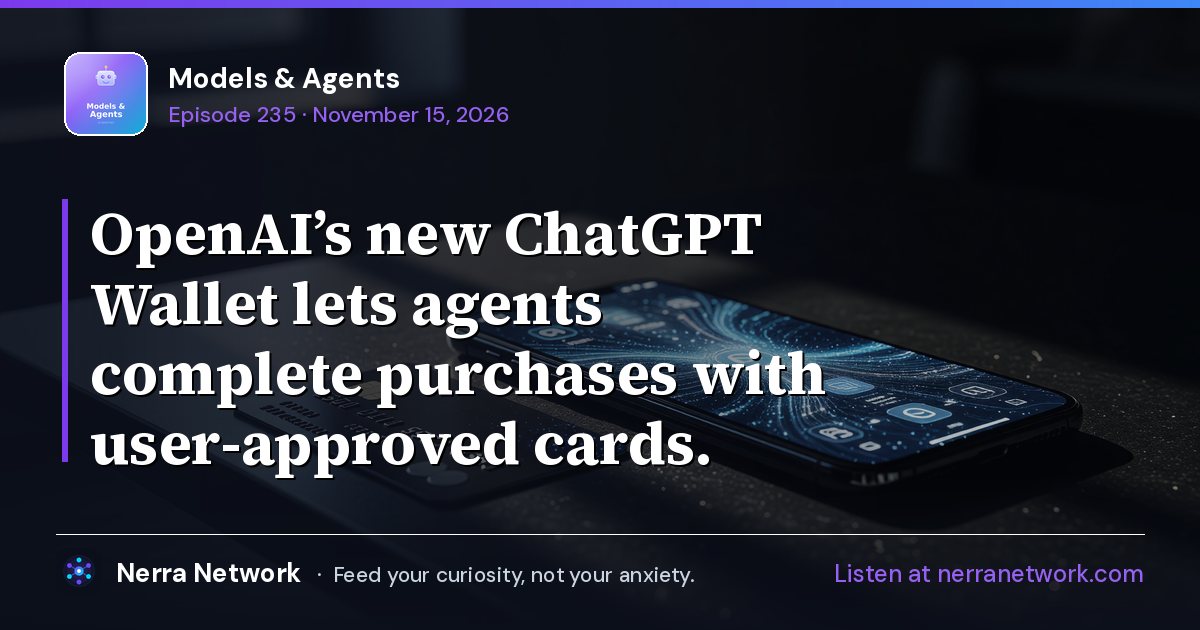 Models & Agents
Episode 235 · November 15, 2026
Models &
Agents
OpenAI’s new ChatGPT
Wallet lets agents
complete purchases with
user-approved cards.
Nerra Network · Feed your curiosity, not your anxiety.
Listen at nerranetwork.com